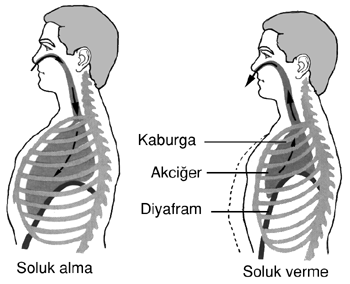 Kaburga
Akciğer
Diyafram
Soluk alma
Soluk verme